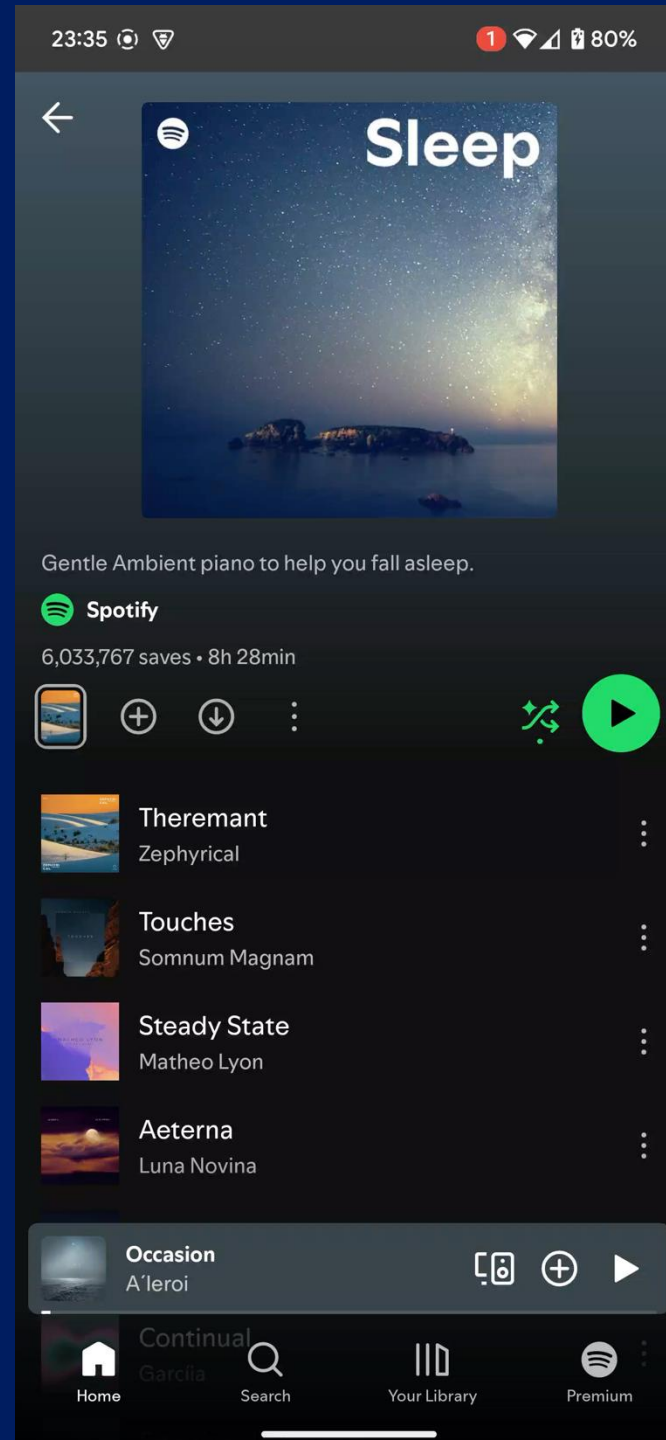 23:35
1
80%
Sleep
Gentle Ambient piano to help you fall asleep.
Spotify
6,033,767 saves • 8h 28min
Theremant
Zephyrical
Touches
Somnum Magnam
Steady State
Matheo Lyon
Aeterna
Luna Novina
Occasion
A´leroi
Continual
Garciia
Home
Search
Your Library
Premium